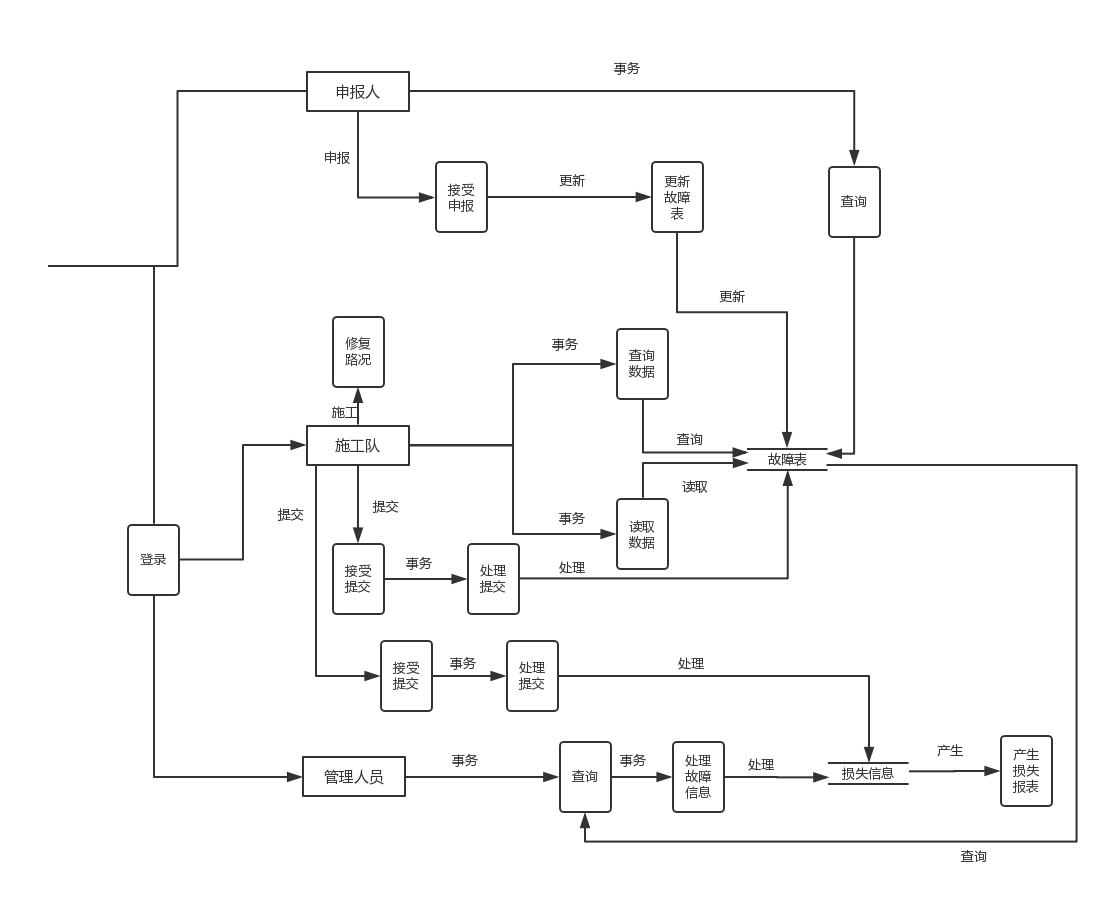 事务
申报人
申报
接受
申报
更新
更新
故障
表
查询
更新
修复
路况
事务
查询
数据
施工
施工队
查询
故障表
读取
提交
提交
事务
读取
数据
登录
接受
提交
事务
处理
提交
处理
接受
提交
事务
处理
提交
处理
管理人员
事务
查询
事务
处理
故障
信息
处理
损失信息
产生
产生
损失
报表
查询